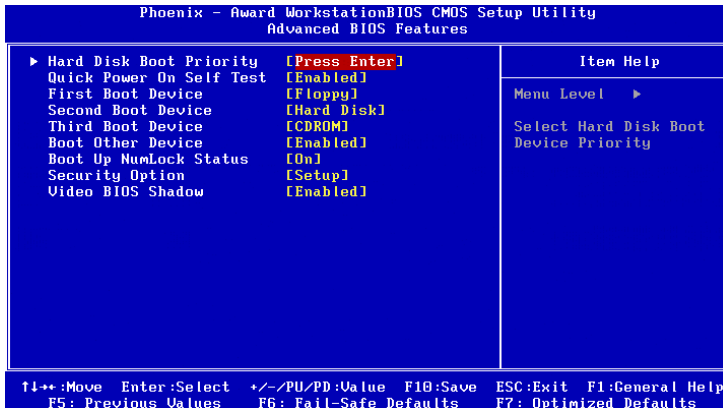 Phoenix - Award WorkstationBIOS CMOS Setup Utility
Advanced BIOS Features
▶ Hard Disk Boot Priority [Press Enter]
Quick Power On Self Test [Enabled]
First Boot Device [Floppy]
Second Boot Device [Hard Disk]
Third Boot Device [CDROM]
Boot Other Device [Enabled]
Boot Up NumLock Status [On]
Security Option [Setup]
Video BIOS Shadow [Enabled]
Item Help
Menu Level ▶
Select Hard Disk Boot
Device Priority
↑↓→←:Move Enter:Select +/-/PU/PD:Value F10:Save ESC:Exit F1:General Help
F5: Previous Values F6: Fail-Safe Defaults F7: Optimized Defaults